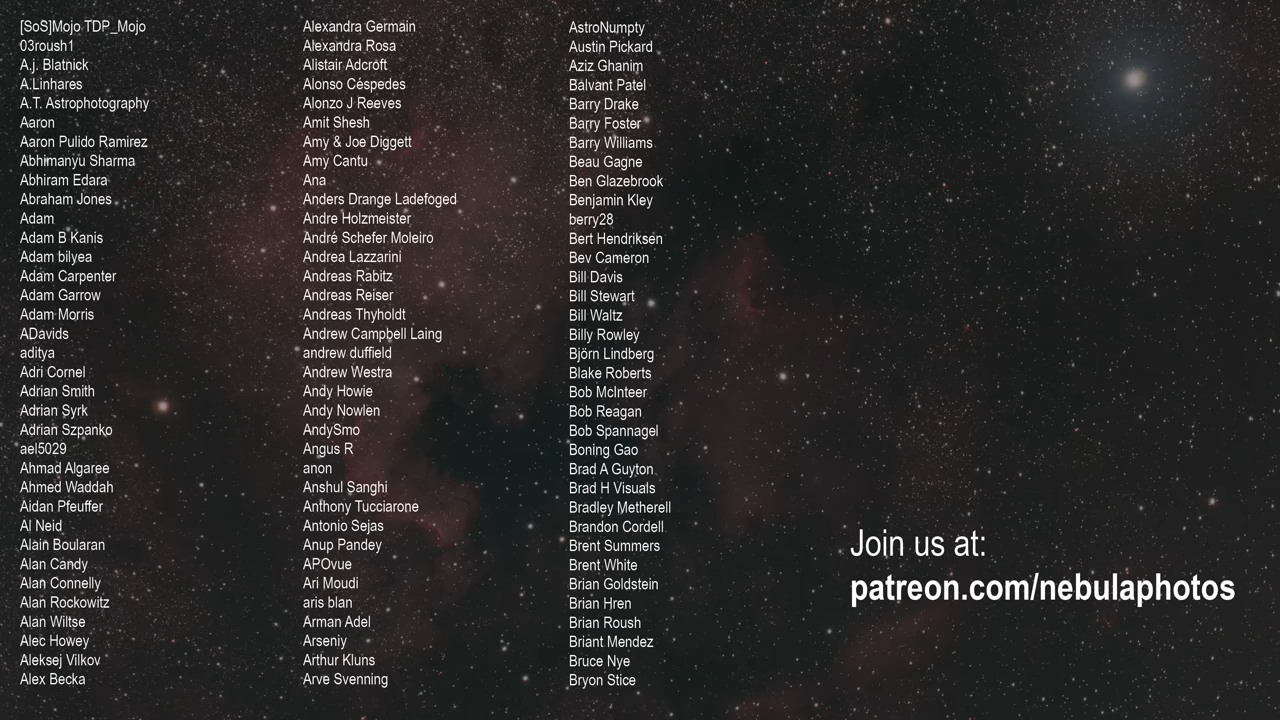 [SoS]Mojo TDP_Mojo
03roush1
A.j. Blatnick
A.Linhares
A.T. Astrophotography
Aaron
Aaron Pulido Ramirez
Abhimanyu Sharma
Abhiram Edara
Abraham Jones
Adam
Adam B Kanis
Adam bilyea
Adam Carpenter
Adam Garrow
Adam Morris
ADavids
aditya
Adri Cornel
Adrian Smith
Adrian Syrk
Adrian Szpanko
ael5029
Ahmad Algaree
Ahmed Waddah
Aidan Pfeuffer
Al Neid
Alain Boularan
Alan Candy
Alan Connelly
Alan Rockowitz
Alan Wiltse
Alec Howey
Aleksej Vilkov
Alex Becka
Alexandra Germain
Alexandra Rosa
Alistair Adcroft
Alonso Céspedes
Alonzo J Reeves
Amit Shesh
Amy & Joe Diggett
Amy Cantu
Ana
Anders Drange Ladefoged
Andre Holzmeister
André Schefer Moleiro
Andrea Lazzarini
Andreas Rabitz
Andreas Reiser
Andreas Thyholdt
Andrew Campbell Laing
andrew duffield
Andrew Westra
Andy Howie
Andy Nowlen
AndySmo
Angus R
anon
Anshul Sanghi
Anthony Tucciarone
Antonio Sejas
Anup Pandey
APOvue
Ari Moudi
aris blan
Arman Adel
Arseniy
Arthur Kluns
Arve Svenning
AstroNumpty
Austin Pickard
Aziz Ghanim
Balvant Patel
Barry Drake
Barry Foster
Barry Williams
Beau Gagne
Ben Glazebrook
Benjamin Kley
berry28
Bert Hendriksen
Bev Cameron
Bill Davis
Bill Stewart
Bill Waltz
Billy Rowley
Björn Lindberg
Blake Roberts
Bob McInteer
Bob Reagan
Bob Spannagel
Boning Gao
Brad A Guyton
Brad H Visuals
Bradley Metherell
Brandon Cordell
Brent Summers
Brent White
Brian Goldstein
Brian Hren
Brian Roush
Briant Mendez
Bruce Nye
Bryon Stice
Join us at:
patreon.com/nebulaphotos